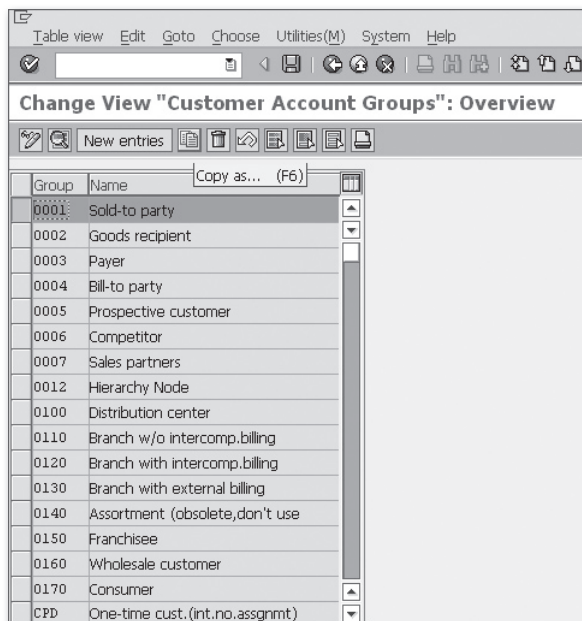 Table view Edit Goto Choose Utilities(M) System Help
Change View "Customer Account Groups": Overview
New entries
Copy as... (F6)
Group Name
0001 Sold-to party
0002 Goods recipient
0003 Payer
0004 Bill-to party
0005 Prospective customer
0006 Competitor
0007 Sales partners
0012 Hierarchy Node
0100 Distribution center
0110 Branch w/o intercomp.billing
0120 Branch with intercomp.billing
0130 Branch with external billing
0140 Assortment (obsolete,don't use
0150 Franchisee
0160 Wholesale customer
0170 Consumer
CPD One-time cust.(int.no.assgnmt)